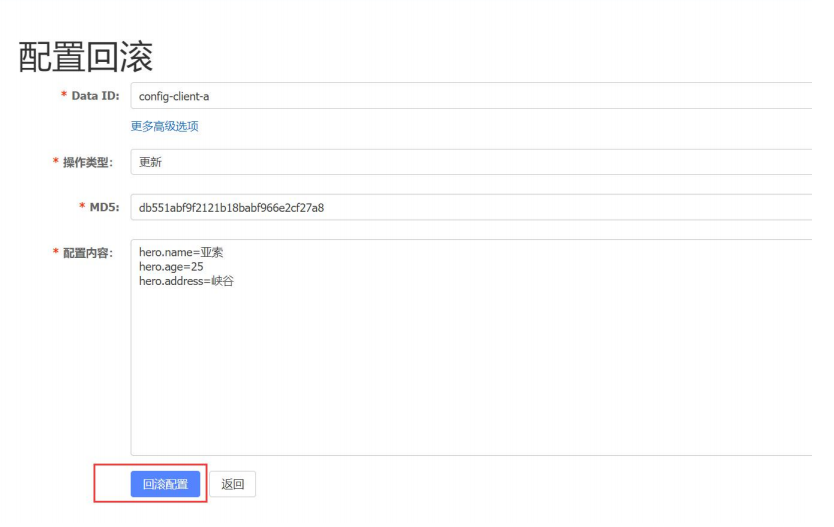 配置回滚
* Data ID: config-client-a
更多高级选项
* 操作类型: 更新
* MD5: db551abf9f2121b18babf966e2cf27a8
* 配置内容: hero.name=亚索
hero.age=25
hero.address=峡谷
回滚配置 返回